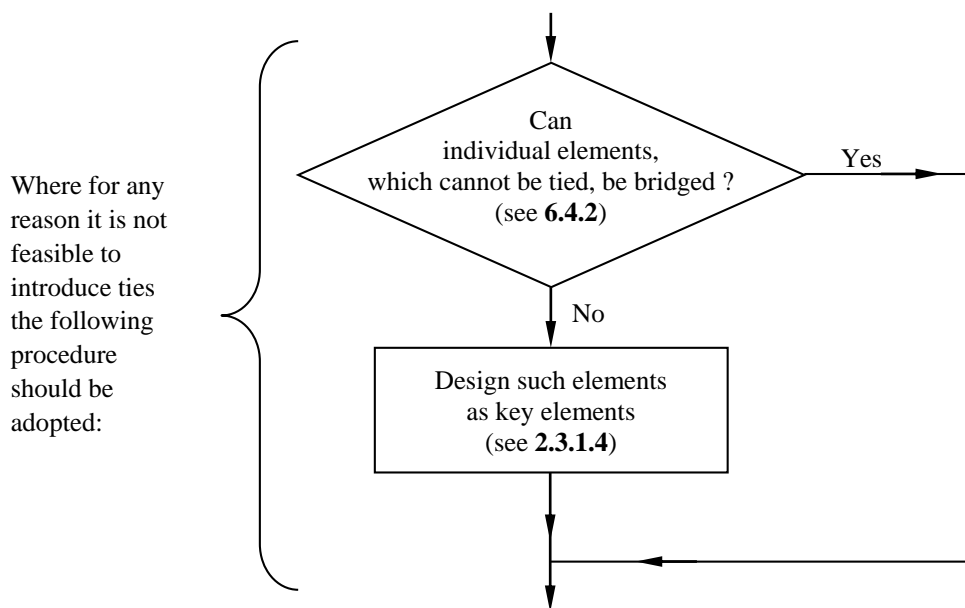 Where for any
reason it is not
feasible to
introduce ties
the following
procedure
should be
adopted:
Can
individual elements,
which cannot be tied, be bridged ?
(see 6.4.2)
Yes
No
Design such elements
as key elements
(see 2.3.1.4)